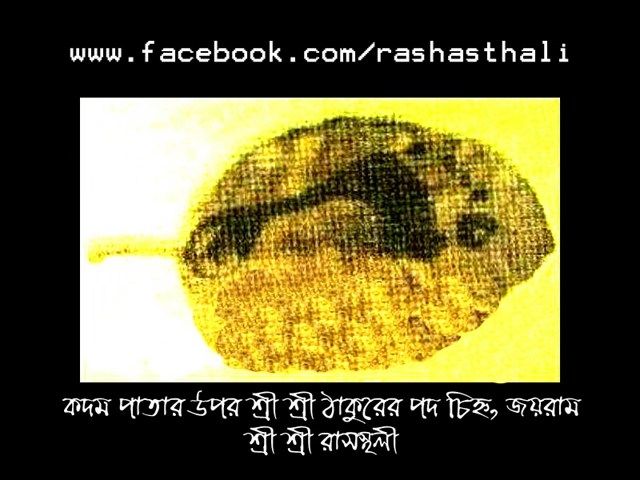 www.facebook.com/rashasthali
কদম পাতার উপর শ্রী শ্রী ঠাকুরের পদ চিহ্ন, জয়রাম
শ্রী শ্রী রাসস্থলী